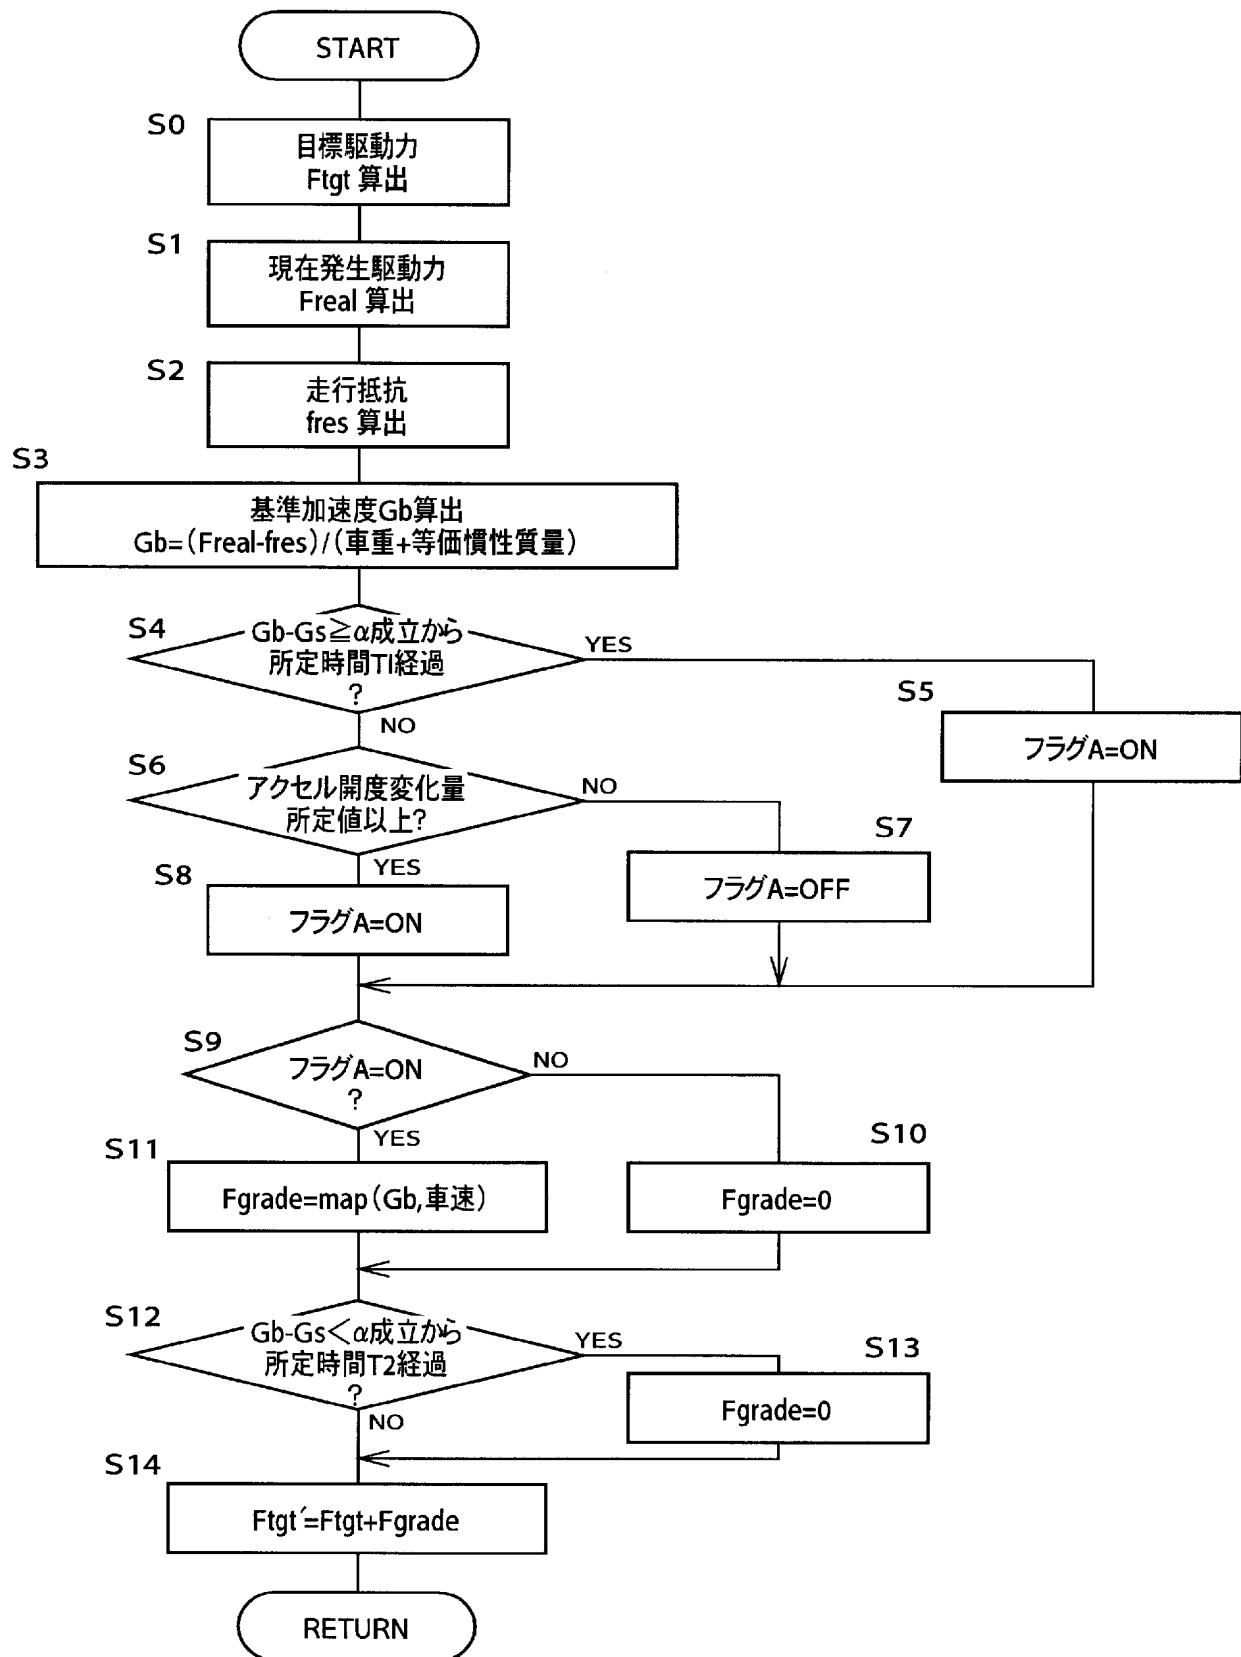 START
S0
目標駆動力
Ftgt 算出
S1
現在発生駆動力
Freal 算出
S2
走行抵抗
fres 算出
S3
基準加速度Gb算出
Gb=(Freal-fres)/(車重+等価慣性質量)
S4
Gb-Gs≧α成立から
所定時間T1経過
?
YES
NO
S5
フラグA=ON
S6
アクセル開度変化量
所定値以上?
NO
YES
S7
フラグA=OFF
S8
フラグA=ON
S9
フラグA=ON
?
NO
YES
S10
Fgrade=0
S11
Fgrade=map(Gb,車速)
S12
Gb-Gs<α成立から
所定時間T2経過
?
YES
NO
S13
Fgrade=0
S14
Ftgt´=Ftgt+Fgrade
RETURN